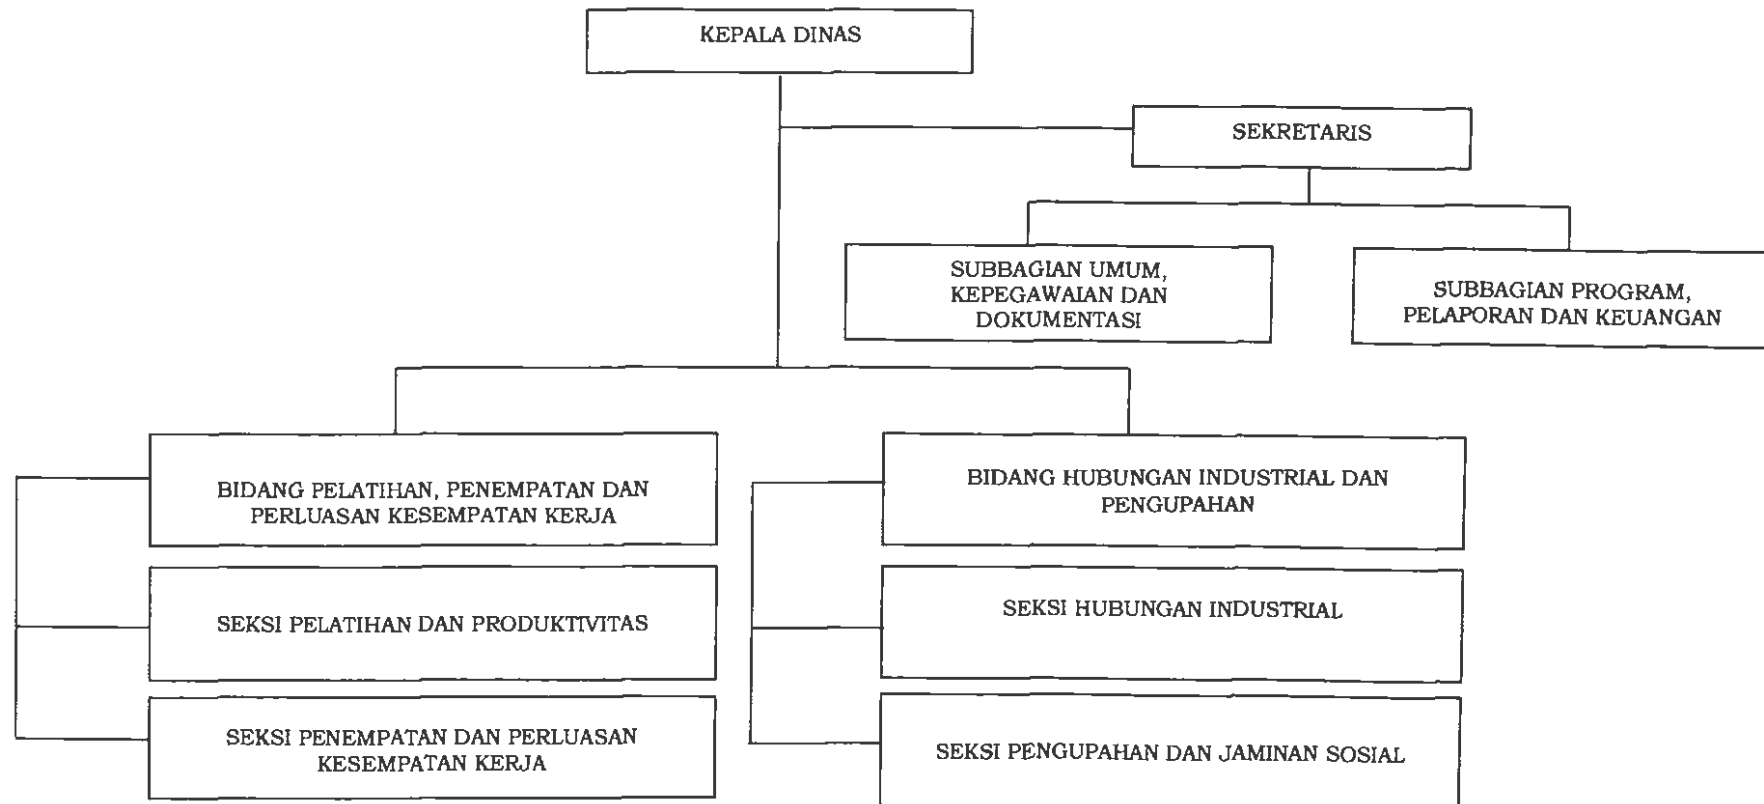 KEPALA DINAS
SEKRETARIS
SUBBAGIAN UMUM,
KEPEGAWAIAN DAN
DOKUMENTASI
SUBBAGIAN PROGRAM,
PELAPORAN DAN KEUANGAN
BIDANG PELATIHAN, PENEMPATAN DAN
PERLUASAN KESEMPATAN KERJA
BIDANG HUBUNGAN INDUSTRIAL DAN
PENGUPAHAN
SEKSI PELATIHAN DAN PRODUKTIVITAS
SEKSI HUBUNGAN INDUSTRIAL
SEKSI PENEMPATAN DAN PERLUASAN
KESEMPATAN KERJA
SEKSI PENGUPAHAN DAN JAMINAN SOSIAL